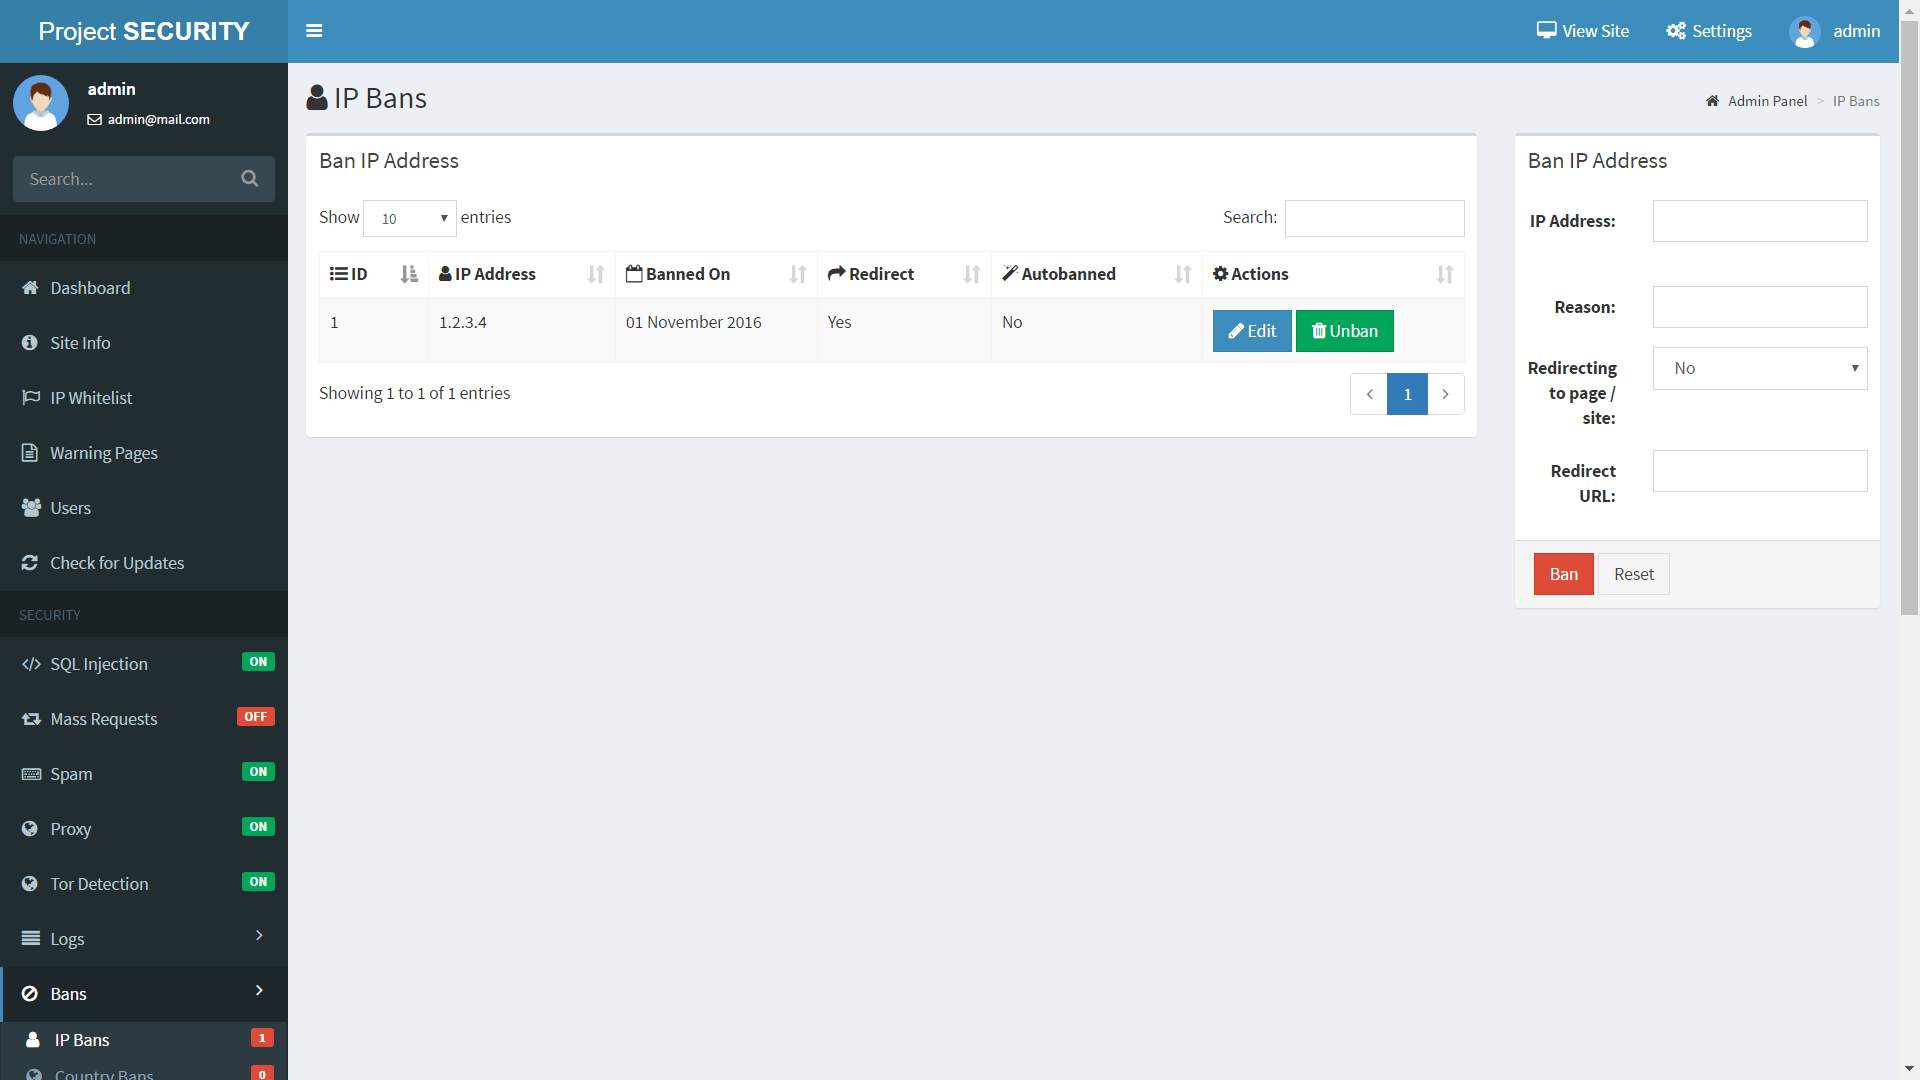 Project SECURITY
View Site
Settings
admin
admin
admin@mail.com
Search...
NAVIGATION
Dashboard
Site Info
IP Whitelist
Warning Pages
Users
Check for Updates
SECURITY
SQL Injection ON
Mass Requests OFF
Spam ON
Proxy ON
Tor Detection ON
Logs
Bans
IP Bans 1
Country Bans 0
IP Bans
Admin Panel > IP Bans
Ban IP Address
Show 10 entries
Search:
ID IP Address Banned On Redirect Autobanned Actions
1 1.2.3.4 01 November 2016 Yes No Edit Unban
Showing 1 to 1 of 1 entries
1
Ban IP Address
IP Address:
Reason:
Redirecting
to page /
site:
No
Redirect
URL:
Ban Reset